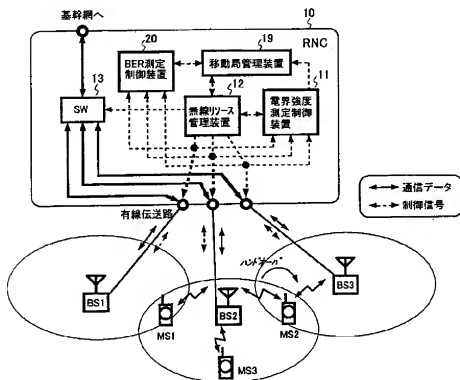 基幹網へ
10
RNC
20
BER測定
制御装置
19
移動局管理装置
11
電界強度
測定制御
装置
13
SW
12
無線リソース
管理装置
有線伝送路
通信データ
制御信号
ハンドオーバ
BS1
BS2
BS3
MS1
MS2
MS3